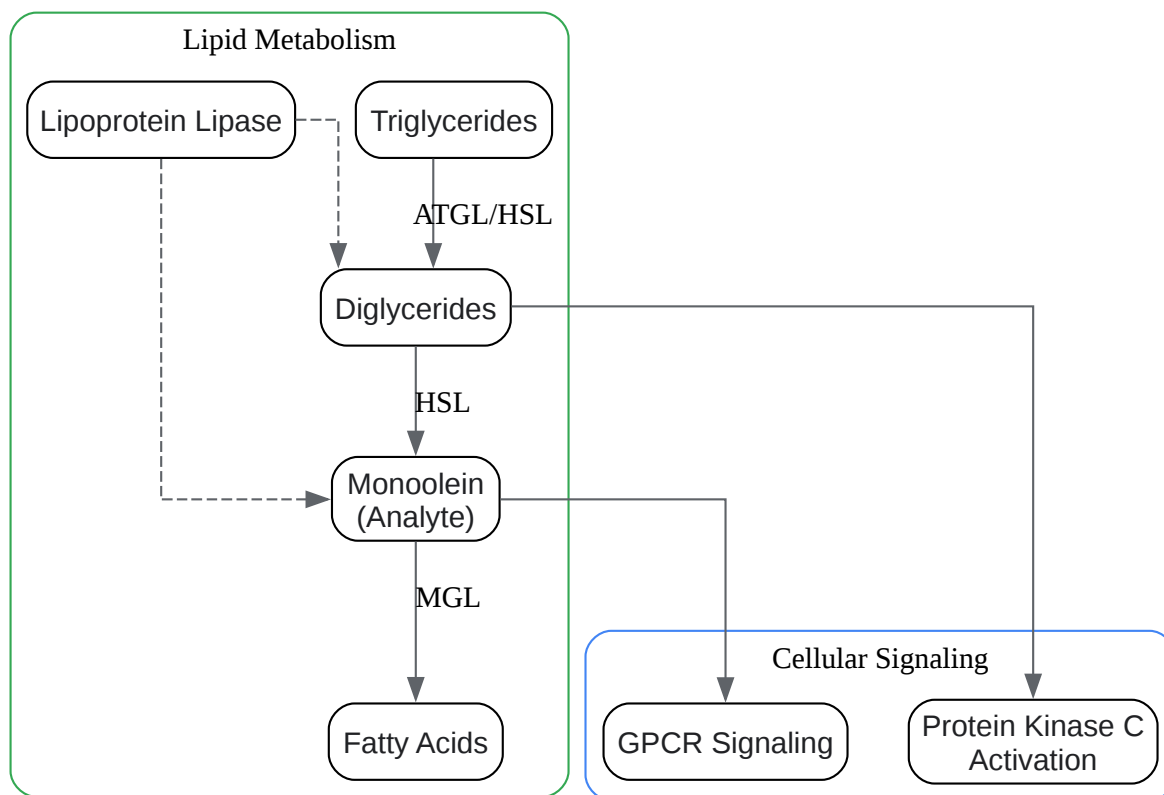 Lipid Metabolism
Lipoprotein Lipase
Triglycerides
ATGL/HSL
Diglycerides
HSL
Monoolein
(Analyte)
MGL
Cellular Signaling
Fatty Acids
GPCR Signaling
Protein Kinase C
Activation